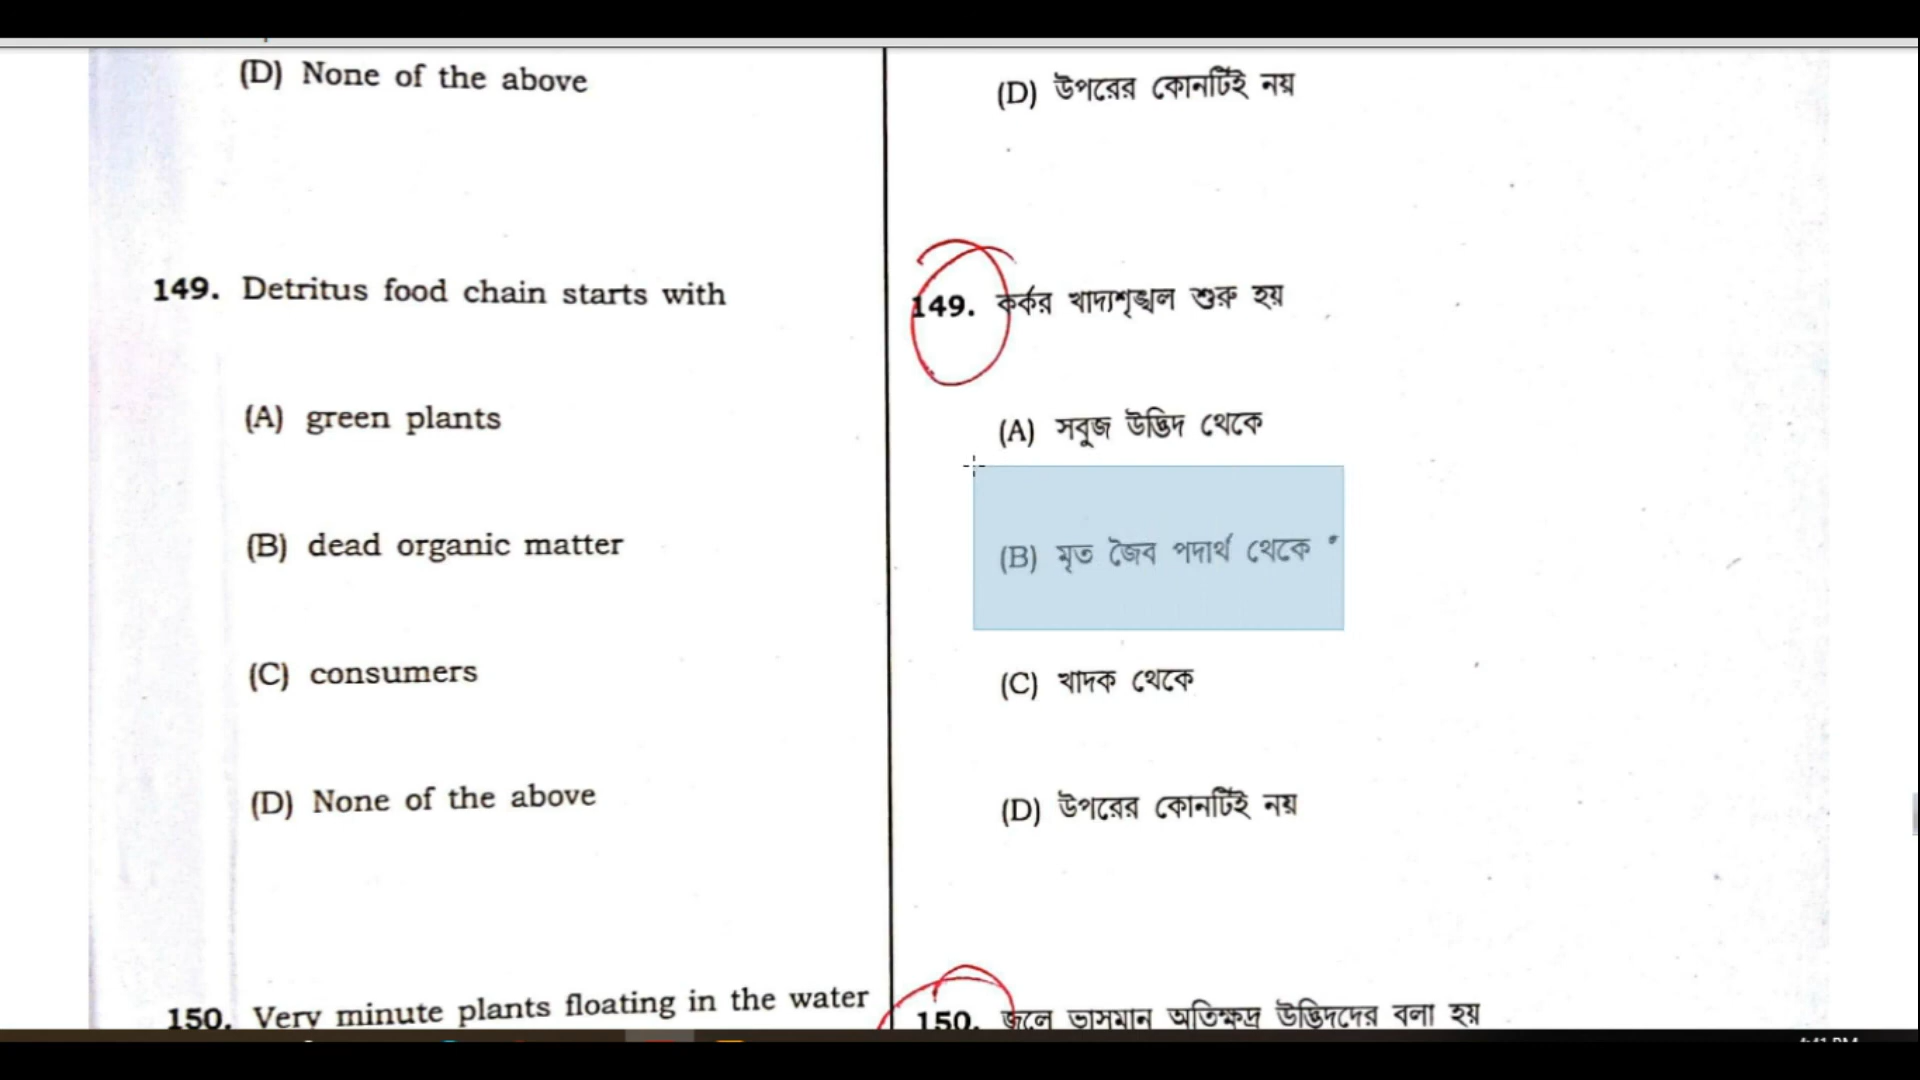 (D) None of the above
149. Detritus food chain starts with
(A) green plants
(B) dead organic matter
(C) consumers
(D) None of the above
150. Very minute plants floating in the water
(D) উপরের কোনটিই নয়
149. কর্কর খাদ্যশৃঙ্খল শুরু হয়
(A) সবুজ উদ্ভিদ থেকে
(B) মৃত জৈব পদার্থ থেকে
(C) খাদক থেকে
(D) উপরের কোনটিই নয়
150. জলে ভাসমান অতিক্ষুদ্র উদ্ভিদদের বলা হয়